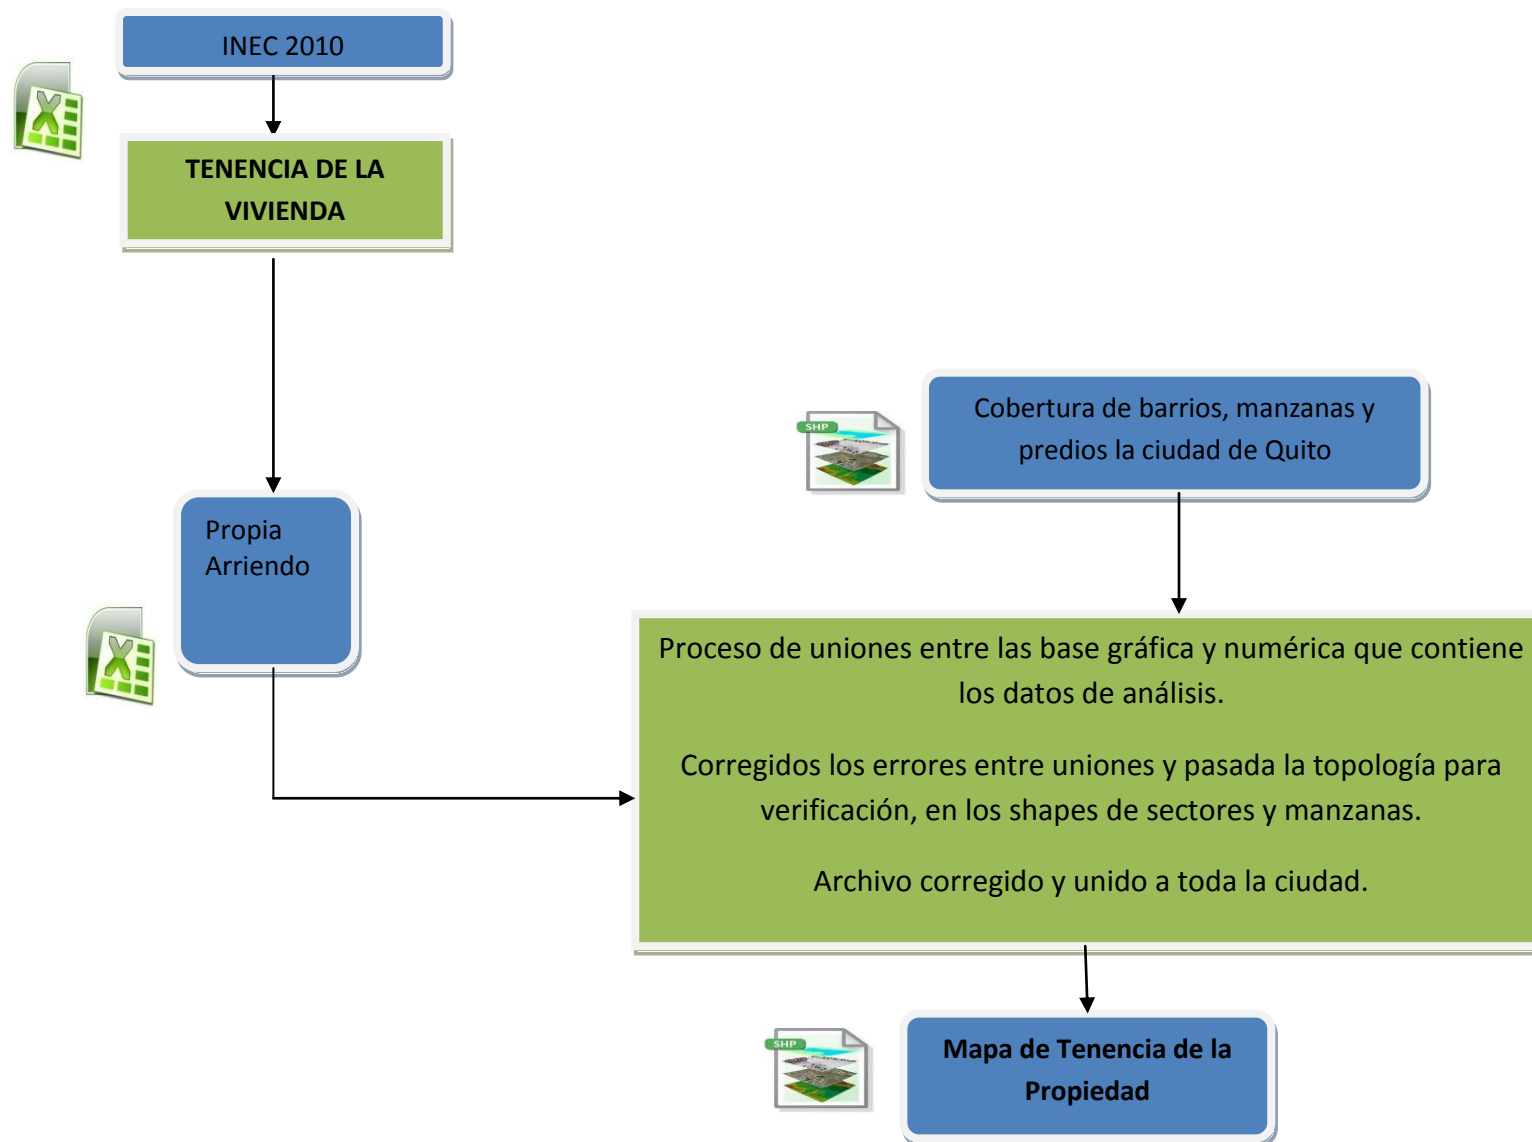 INEC 2010
TENENCIA DE LA
VIVIENDA
Propia
Arriendo
SHP
Cobertura de barrios, manzanas y
predios la ciudad de Quito
Proceso de uniones entre las base gráfica y numérica que contiene
los datos de análisis.
Corregidos los errores entre uniones y pasada la topología para
verificación, en los shapes de sectores y manzanas.
Archivo corregido y unido a toda la ciudad.
SHP
Mapa de Tenencia de la
Propiedad